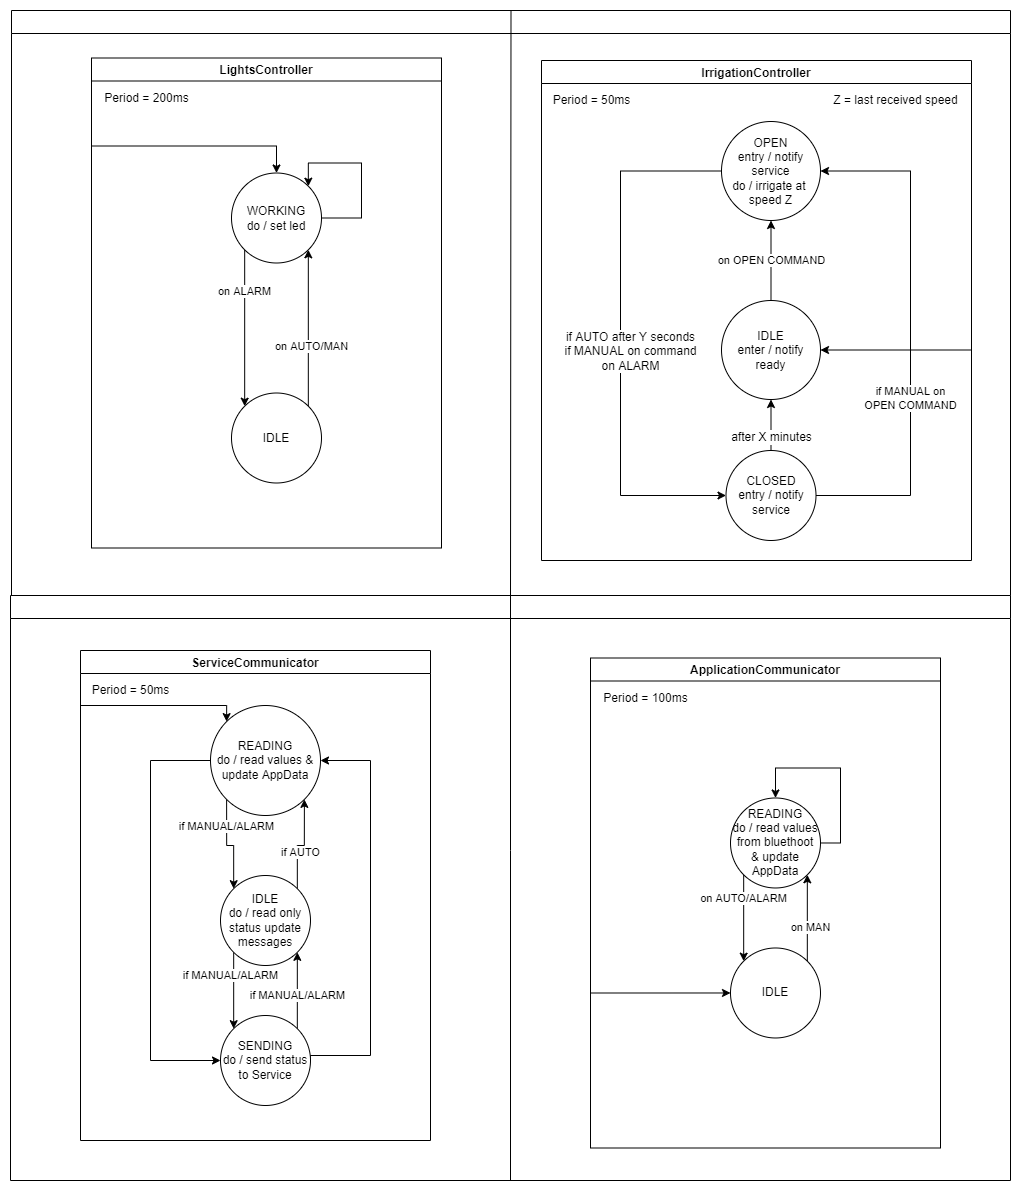 LightsController
Period = 200ms
WORKING
do / set led
on ALARM
on AUTO/MAN
IDLE
IrrigationController
Period = 50ms
Z = last received speed
OPEN
entry / notify
service
do / irrigate at
speed Z
on OPEN COMMAND
if AUTO after Y seconds
if MANUAL on command
on ALARM
IDLE
enter / notify
ready
if MANUAL on
OPEN COMMAND
after X minutes
CLOSED
entry / notify
service
ServiceCommunicator
Period = 50ms
READING
do / read values &
update AppData
if MANUAL/ALARM
if AUTO
IDLE
do / read only
status update
messages
if MANUAL/ALARM
if MANUAL/ALARM
SENDING
do / send status
to Service
ApplicationCommunicator
Period = 100ms
READING
do / read values
from bluethoot
& update
AppData
on AUTO/ALARM
on MAN
IDLE